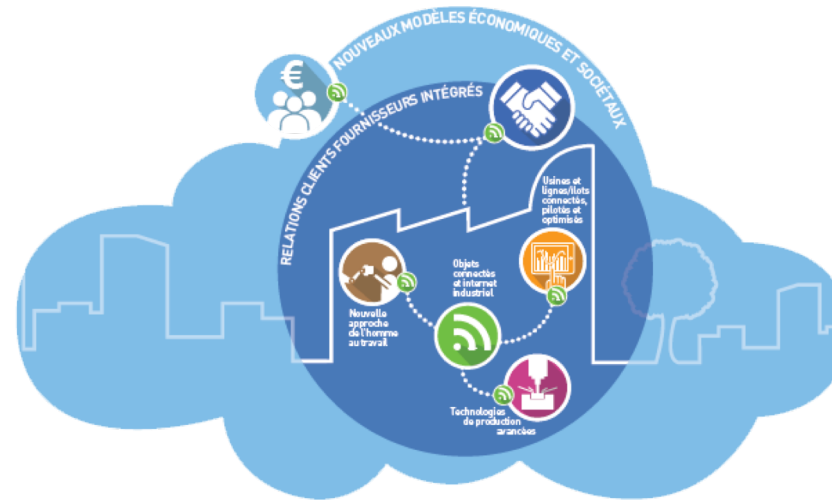 NOUVEAUX MODÈLES ÉCONOMIQUES ET SOCIÉTAUX
RELATIONS CLIENTS FOURNISSEURS INTÉGRÉS
Usines et
lignes/îlots
connectés,
pilotés et
optimisés
Objets
connectés
et internet
industriel
Nouvelle
approche
de l'homme
au travail
Technologies
de production
avancées